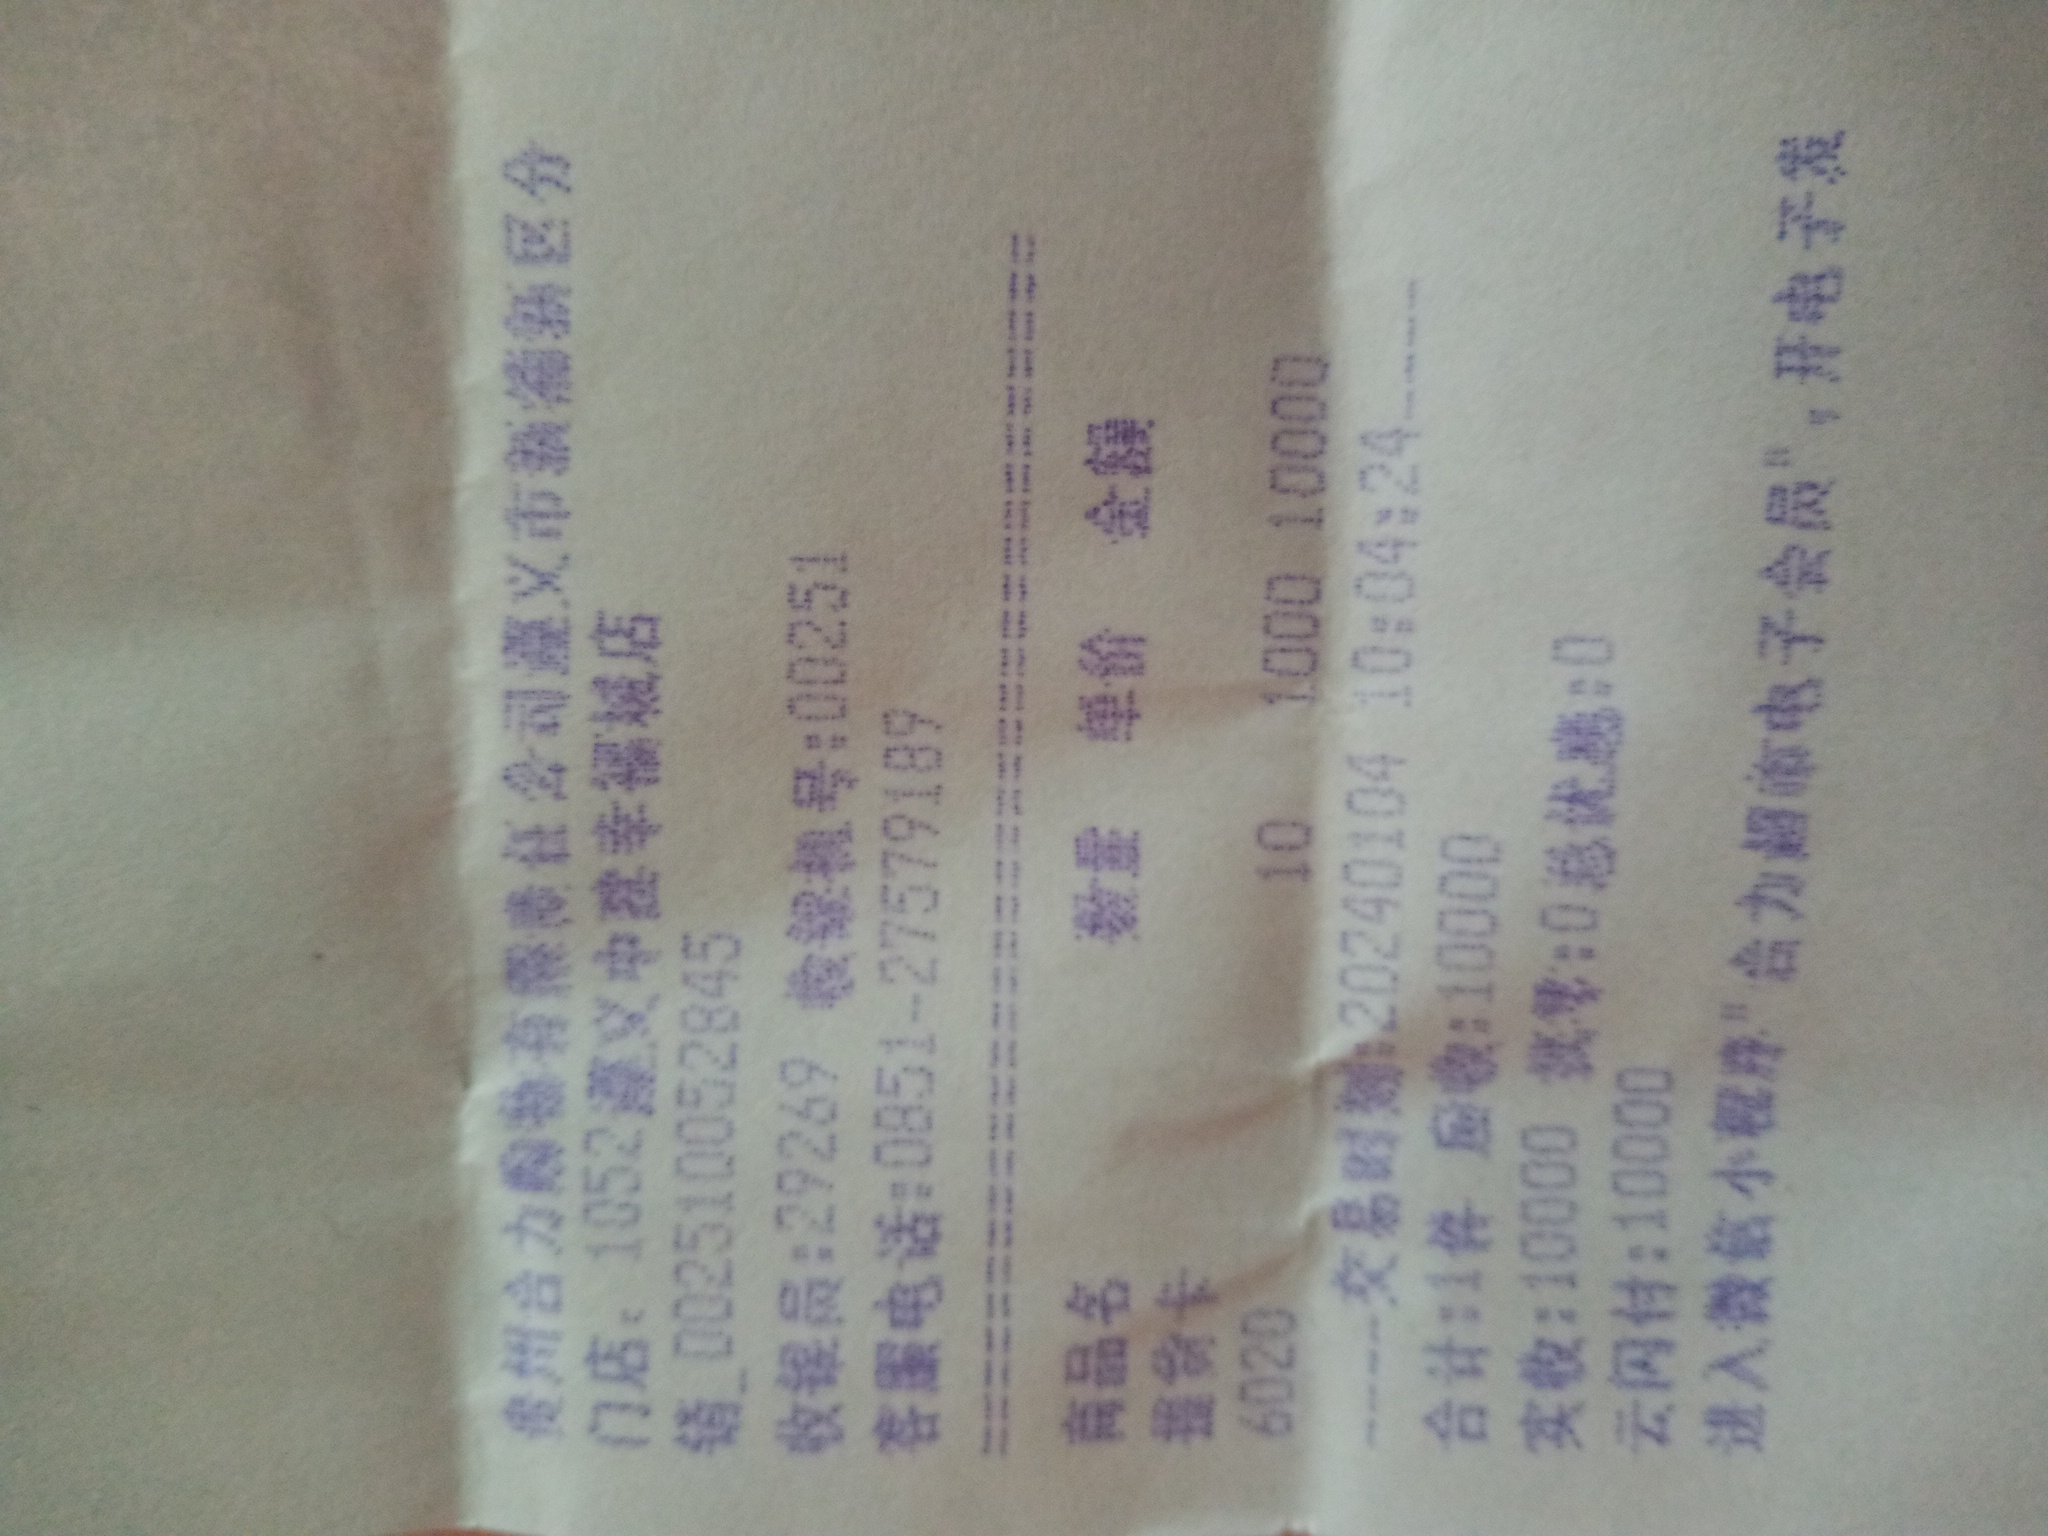 贵州合力购物有限责任公司遵义市新蒲新区分
门店：1052遵义中建幸福城店
销_002510052845
收银员:29269 收银机号:00251
客服电话:0851-27579189
================================
商品名 数量 单价 金额
提货卡
6020 10 1000 10000
-----交易时刻:20240104 10:04:24-----
合计:1件 应收:10000
实收:10000 找零:0总优惠:0
云闪付:10000
进入微信小程序"合力超市电子会员",开电子发